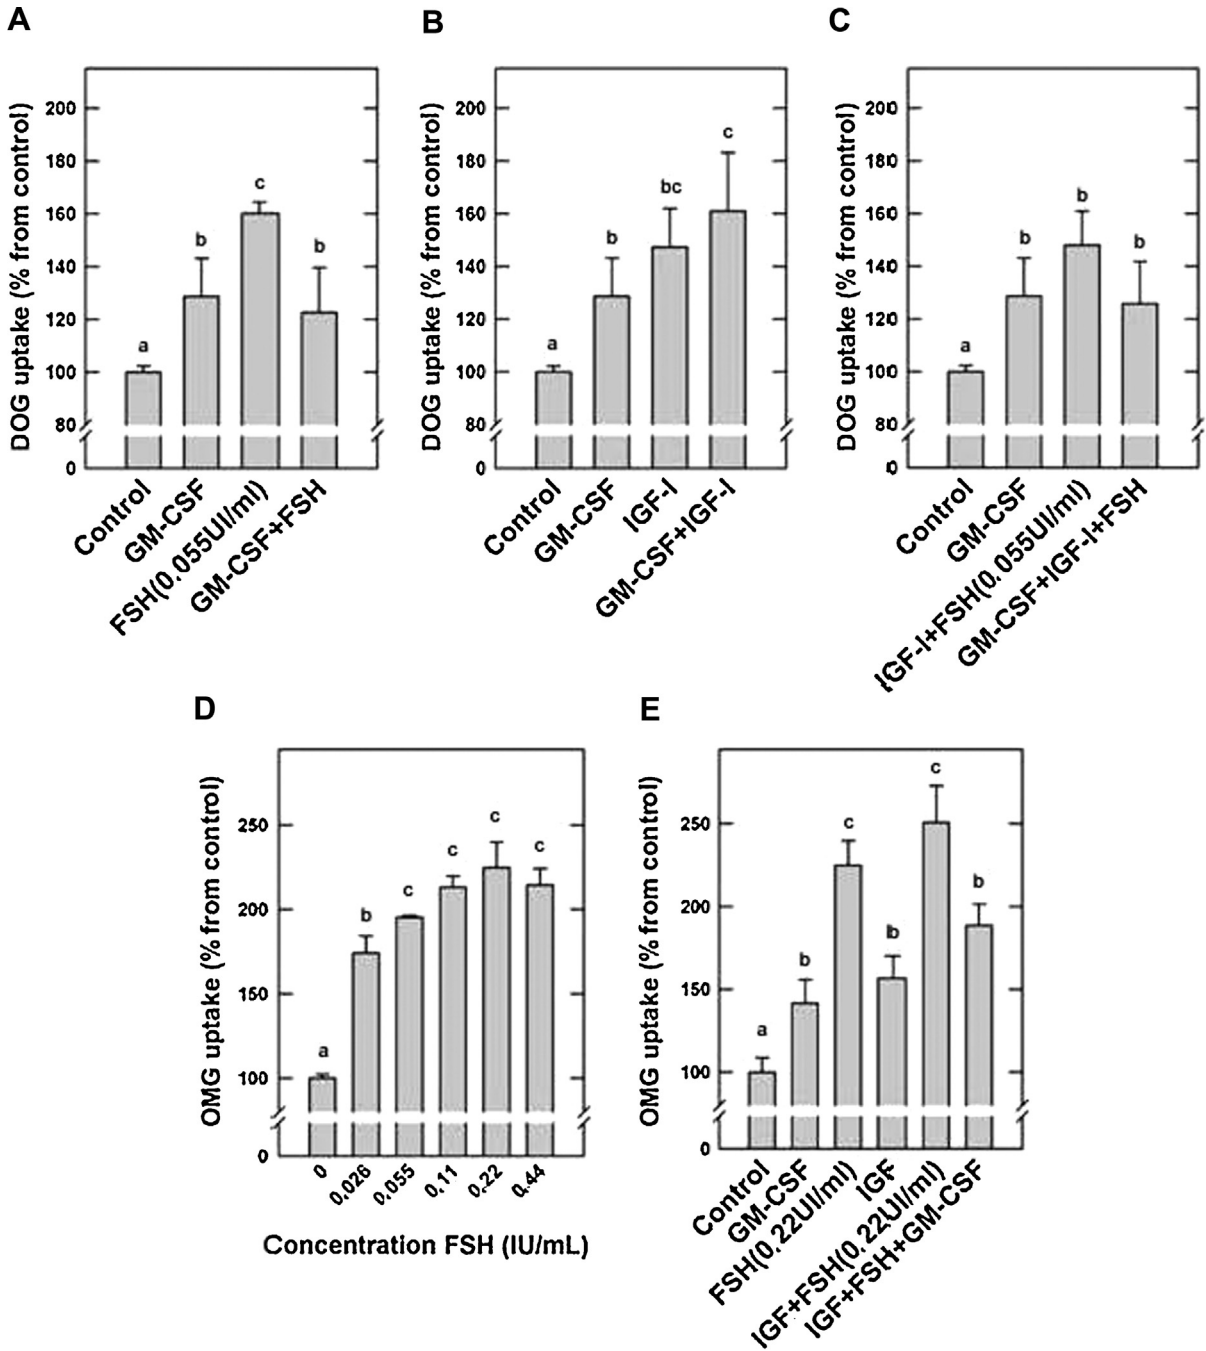 A
DOG uptake (% from control)
200
180
160
140
120
100
80
0
a
b
c
b
Control
GM-CSF
FSH(0,055UI/ml)
GM-CSF+FSH
B
DOG uptake (% from control)
200
180
160
140
120
100
80
0
a
b
bc
c
Control
GM-CSF
IGF-I
GM-CSF+IGF-I
C
DOG uptake (% from control)
200
180
160
140
120
100
80
0
a
b
b
b
Control
GM-CSF
IGF-I+FSH(0,055UI/ml)
GM-CSF+IGF-I+FSH
D
OMG uptake (% from control)
250
200
150
100
0
a
b
c
c
c
c
0
0,028
0,055
0,11
0,22
0,44
Concentration FSH (IU/mL)
E
OMG uptake (% from control)
250
200
150
100
0
a
b
c
b
c
b
Control
GM-CSF
FSH(0,22UI/ml)
IGF
IGF+FSH(0,22UI/ml)
IGF+FSH+GM-CSF